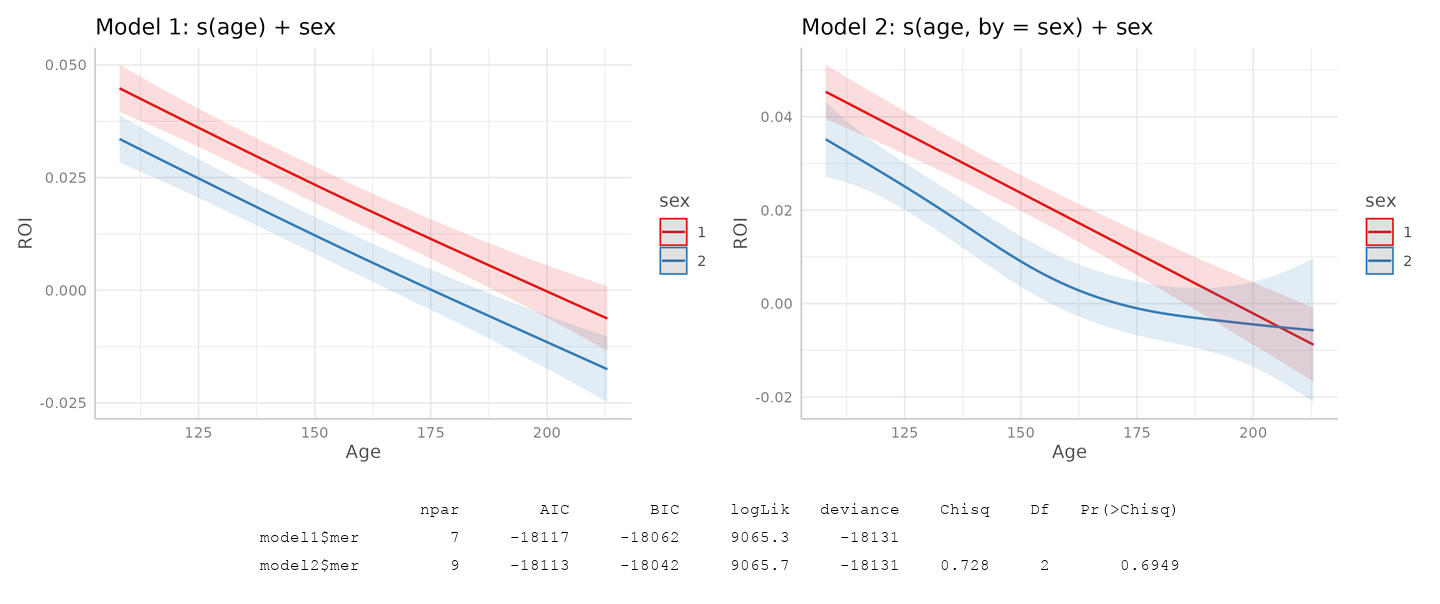 Model 1: s(age) + sex
0.050
0.025
0.000
-0.025
ROI
125 150 175 200
Age
sex
1
2
Model 2: s(age, by = sex) + sex
0.04
0.02
0.00
-0.02
ROI
125 150 175 200
Age
sex
1
2
npar AIC BIC logLik deviance Chisq Df Pr(>Chisq)
model1$mer 7 -18117 -18062 9065.3 -18131
model2$mer 9 -18113 -18042 9065.7 -18131 0.728 2 0.6949